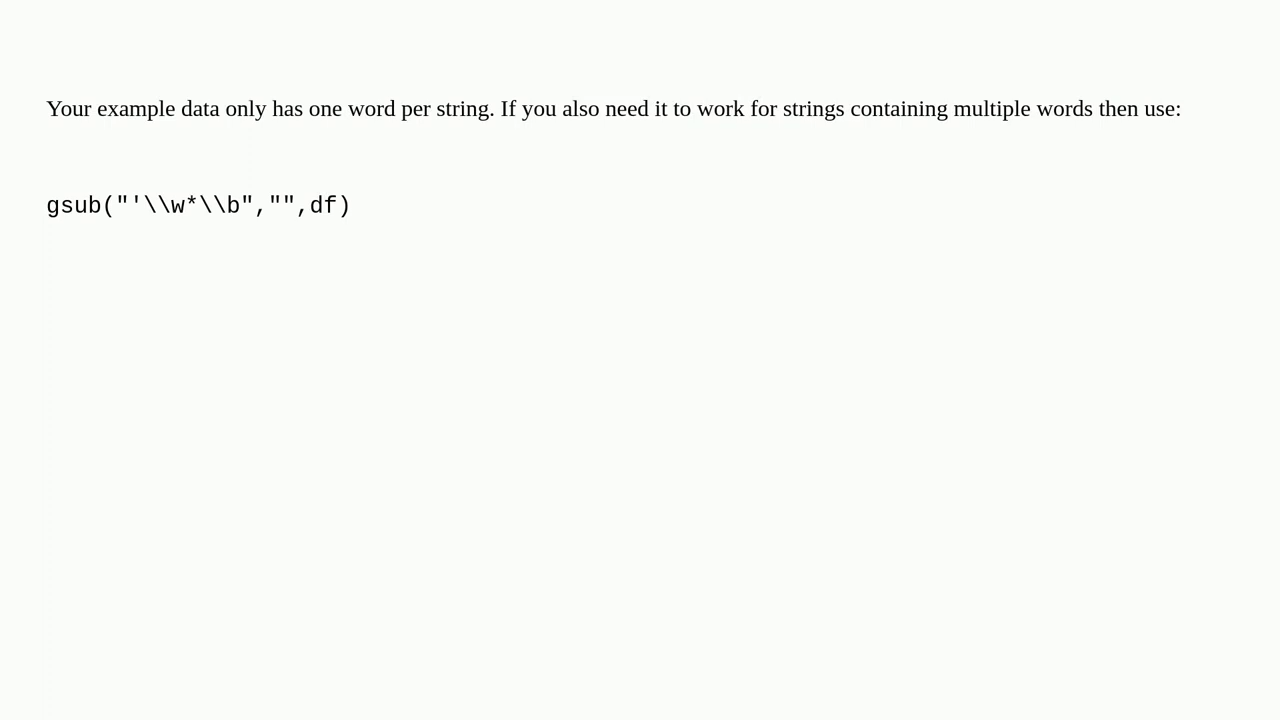 Your example data only has one word per string. If you also need it to work for strings containing multiple words then use:
gsub("'\\w*\\b","",df)